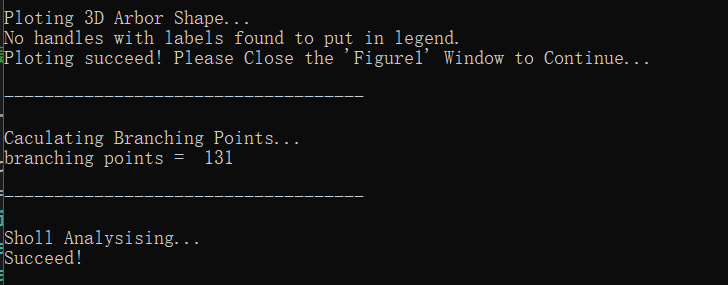 Ploting 3D Arbor Shape...
No handles with labels found to put in legend.
Ploting succeed! Please Close the 'Figure1' Window to Continue...
------------------------------------
Caculating Branching Points...
branching points =  131
------------------------------------
Sholl Analysising...
Succeed!